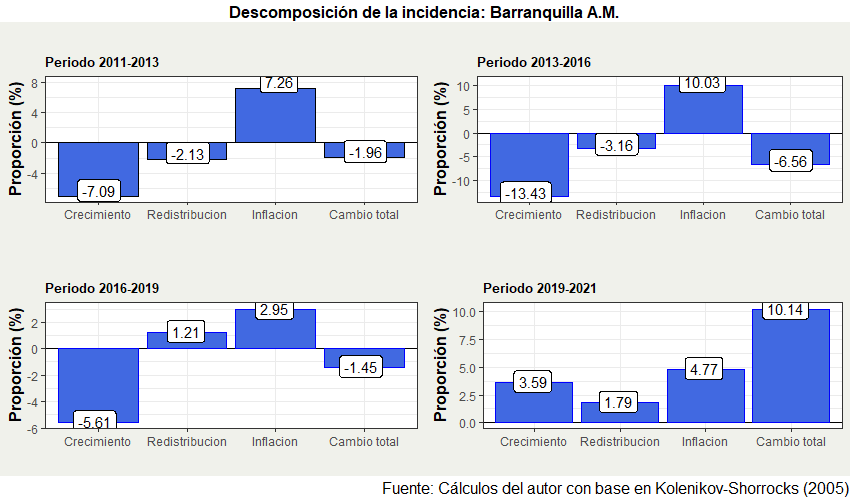 Descomposición de la incidencia: Barranquilla A.M.
Periodo 2011-2013
Proporción (%)
8
4
0
-4
7.26
-2.13
-1.96
-7.09
Crecimiento Redistribucion Inflacion Cambio total
Periodo 2013-2016
Proporción (%)
10
5
0
-5
-10
10.03
-3.16
-6.56
-13.43
Crecimiento Redistribucion Inflacion Cambio total
Periodo 2016-2019
Proporción (%)
2
0
-2
-4
-6
2.95
1.21
-1.45
-5.61
Crecimiento Redistribucion Inflacion Cambio total
Periodo 2019-2021
Proporción (%)
10.0
7.5
5.0
2.5
0.0
10.14
4.77
3.59
1.79
Crecimiento Redistribucion Inflacion Cambio total
Fuente: Cálculos del autor con base en Kolenikov-Shorrocks (2005)